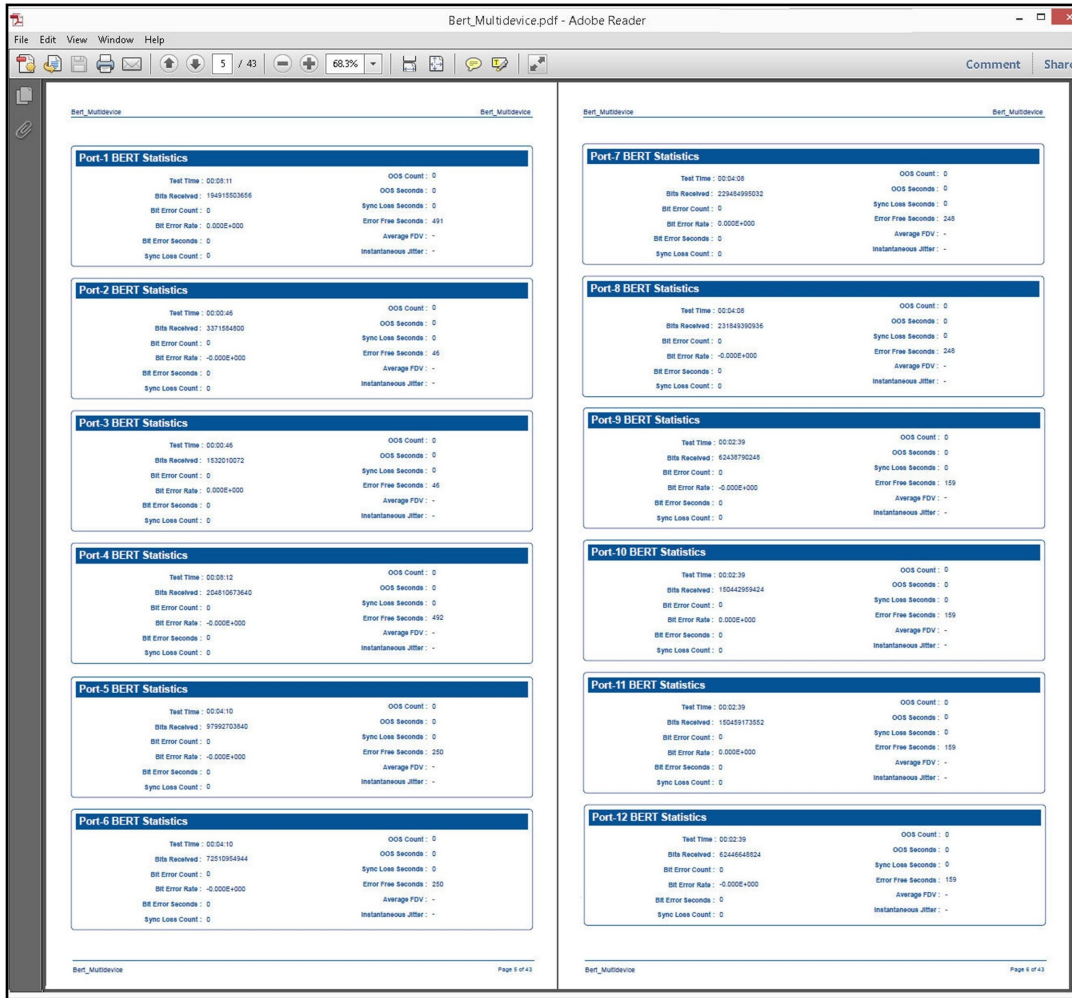 Bert_Multidevice.pdf - Adobe Reader
File Edit View Window Help
5 / 43 68.3% Comment Share
Bert_Multidevice Bert_Multidevice
Port-1 BERT Statistics
Test Time : 00:08:11 OOS Count : 0
Bits Received : 194915503656 OOS Seconds : 0
Bit Error Count : 0 Sync Loss Seconds : 0
Bit Error Rate : 0.000E+000 Error Free Seconds : 491
Bit Error Seconds : 0 Average FDV : -
Sync Loss Count : 0 Instantaneous Jitter : -
Port-2 BERT Statistics
Test Time : 00:00:46 OOS Count : 0
Bits Received : 3371584800 OOS Seconds : 0
Bit Error Count : 0 Sync Loss Seconds : 0
Bit Error Rate : -0.000E+000 Error Free Seconds : 46
Bit Error Seconds : 0 Average FDV : -
Sync Loss Count : 0 Instantaneous Jitter : -
Port-3 BERT Statistics
Test Time : 00:00:46 OOS Count : 0
Bits Received : 1532010072 OOS Seconds : 0
Bit Error Count : 0 Sync Loss Seconds : 0
Bit Error Rate : 0.000E+000 Error Free Seconds : 46
Bit Error Seconds : 0 Average FDV : -
Sync Loss Count : 0 Instantaneous Jitter : -
Port-4 BERT Statistics
Test Time : 00:08:12 OOS Count : 0
Bits Received : 204810673640 OOS Seconds : 0
Bit Error Count : 0 Sync Loss Seconds : 0
Bit Error Rate : -0.000E+000 Error Free Seconds : 492
Bit Error Seconds : 0 Average FDV : -
Sync Loss Count : 0 Instantaneous Jitter : -
Port-5 BERT Statistics
Test Time : 00:04:10 OOS Count : 0
Bits Received : 97992703840 OOS Seconds : 0
Bit Error Count : 0 Sync Loss Seconds : 0
Bit Error Rate : -0.000E+000 Error Free Seconds : 250
Bit Error Seconds : 0 Average FDV : -
Sync Loss Count : 0 Instantaneous Jitter : -
Port-6 BERT Statistics
Test Time : 00:04:10 OOS Count : 0
Bits Received : 72510954944 OOS Seconds : 0
Bit Error Count : 0 Sync Loss Seconds : 0
Bit Error Rate : -0.000E+000 Error Free Seconds : 250
Bit Error Seconds : 0 Average FDV : -
Sync Loss Count : 0 Instantaneous Jitter : -
Bert_Multidevice Page 5 of 43
Bert_Multidevice Bert_Multidevice
Port-7 BERT Statistics
Test Time : 00:04:08 OOS Count : 0
Bits Received : 229484995032 OOS Seconds : 0
Bit Error Count : 0 Sync Loss Seconds : 0
Bit Error Rate : 0.000E+000 Error Free Seconds : 248
Bit Error Seconds : 0 Average FDV : -
Sync Loss Count : 0 Instantaneous Jitter : -
Port-8 BERT Statistics
Test Time : 00:04:08 OOS Count : 0
Bits Received : 231849390936 OOS Seconds : 0
Bit Error Count : 0 Sync Loss Seconds : 0
Bit Error Rate : -0.000E+000 Error Free Seconds : 248
Bit Error Seconds : 0 Average FDV : -
Sync Loss Count : 0 Instantaneous Jitter : -
Port-9 BERT Statistics
Test Time : 00:02:39 OOS Count : 0
Bits Received : 62438790248 OOS Seconds : 0
Bit Error Count : 0 Sync Loss Seconds : 0
Bit Error Rate : -0.000E+000 Error Free Seconds : 159
Bit Error Seconds : 0 Average FDV : -
Sync Loss Count : 0 Instantaneous Jitter : -
Port-10 BERT Statistics
Test Time : 00:02:39 OOS Count : 0
Bits Received : 150442959424 OOS Seconds : 0
Bit Error Count : 0 Sync Loss Seconds : 0
Bit Error Rate : 0.000E+000 Error Free Seconds : 159
Bit Error Seconds : 0 Average FDV : -
Sync Loss Count : 0 Instantaneous Jitter : -
Port-11 BERT Statistics
Test Time : 00:02:39 OOS Count : 0
Bits Received : 150459173552 OOS Seconds : 0
Bit Error Count : 0 Sync Loss Seconds : 0
Bit Error Rate : 0.000E+000 Error Free Seconds : 159
Bit Error Seconds : 0 Average FDV : -
Sync Loss Count : 0 Instantaneous Jitter : -
Port-12 BERT Statistics
Test Time : 00:02:39 OOS Count : 0
Bits Received : 62446648824 OOS Seconds : 0
Bit Error Count : 0 Sync Loss Seconds : 0
Bit Error Rate : -0.000E+000 Error Free Seconds : 159
Bit Error Seconds : 0 Average FDV : -
Sync Loss Count : 0 Instantaneous Jitter : -
Bert_Multidevice Page 6 of 43